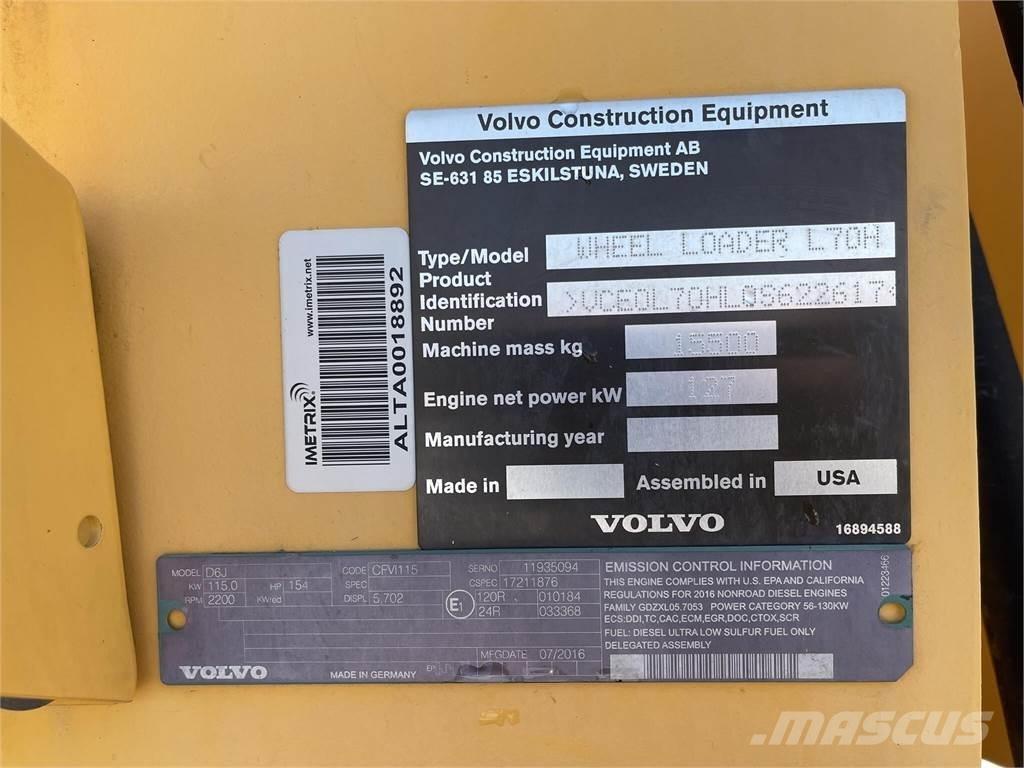 Volvo Construction Equipment
Volvo Construction Equipment AB
SE-631 85 ESKILSTUNA, SWEDEN
Type/Model WHEEL LOADER L70H
Product
Identification
Number
Machine mass kg
Engine net power kW 127
Manufacturing year
Made in
Assembled in USA
VOLVO
16894588
www.imetrix.net
IMETRIX
ALTA0018892
MODEL D6J CODE CFVI115 SERNO 11935094
KW 115.0 HP 154 SPEC CSPEC 17211876
RPM 2200 KW/ed DISPL 5,702 E1 120R 010184
24R 033368
MFGDATE 07/2016
VOLVO MADE IN GERMANY
EMISSION CONTROL INFORMATION
THIS ENGINE COMPLIES WITH U.S. EPA AND CALIFORNIA
REGULATIONS FOR 2016 NONROAD DIESEL ENGINES
FAMILY GDZXL05.7053 POWER CATEGORY 56-130KW
ECS:DDI,TC,CAC,ECM,EGR,DOC,CTOX,SCR
FUEL: DIESEL ULTRA LOW SULFUR FUEL ONLY
DELEGATED ASSEMBLY
01223466
MASCUS